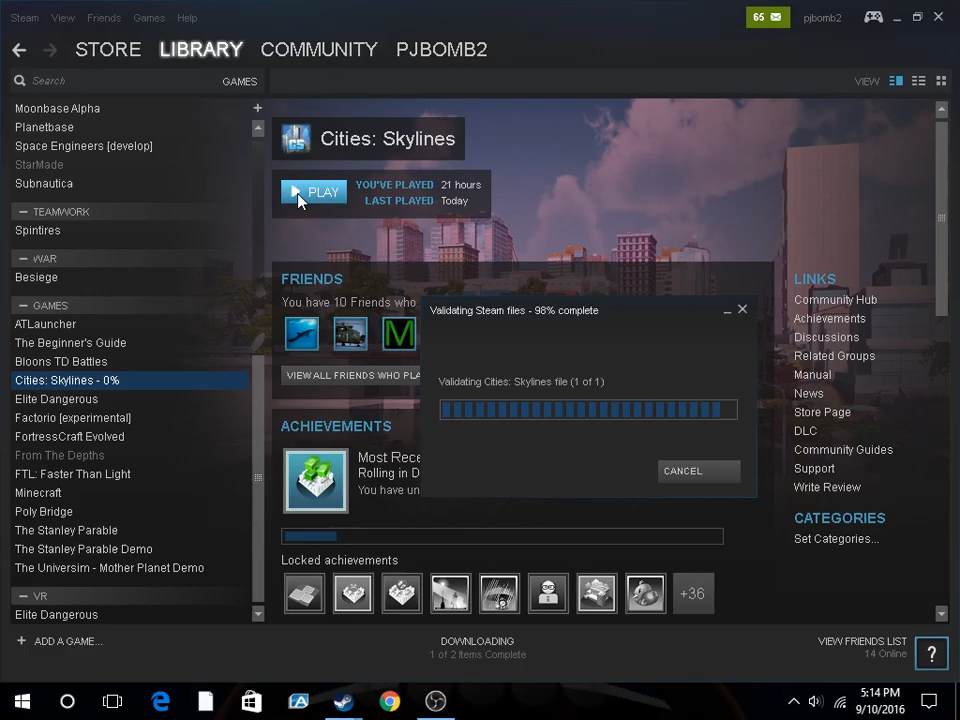 Steam View Friends Games Help
65 pjbomb2
STORE LIBRARY COMMUNITY PJBOMB2
Search GAMES VIEW
Moonbase Alpha
Planetbase
Space Engineers [develop]
StarMade
Subnautica
TEAMWORK
Spintires
WAR
Besiege
GAMES
ATLauncher
The Beginner's Guide
Bloons TD Battles
Cities: Skylines - 0%
Elite Dangerous
Factorio [experimental]
FortressCraft Evolved
From The Depths
FTL: Faster Than Light
Minecraft
Poly Bridge
The Stanley Parable
The Stanley Parable Demo
The Universim - Mother Planet Demo
VR
Elite Dangerous
ADD A GAME...
CS
Cities: Skylines
PLAY
YOU'VE PLAYED 21 hours
LAST PLAYED Today
FRIENDS
You have 10 Friends who
M
VIEW ALL FRIENDS WHO PLA
ACHIEVEMENTS
Most Rece
Rolling in D
You have un
Locked achievements
+36
Validating Steam files - 98% complete
Validating Cities: Skylines file (1 of 1)
CANCEL
LINKS
Community Hub
Achievements
Discussions
Related Groups
Manual
News
Store Page
DLC
Community Guides
Support
Write Review
CATEGORIES
Set Categories...
DOWNLOADING
1 of 2 Items Complete
VIEW FRIENDS LIST
14 Online
?
5:14 PM
9/10/2016